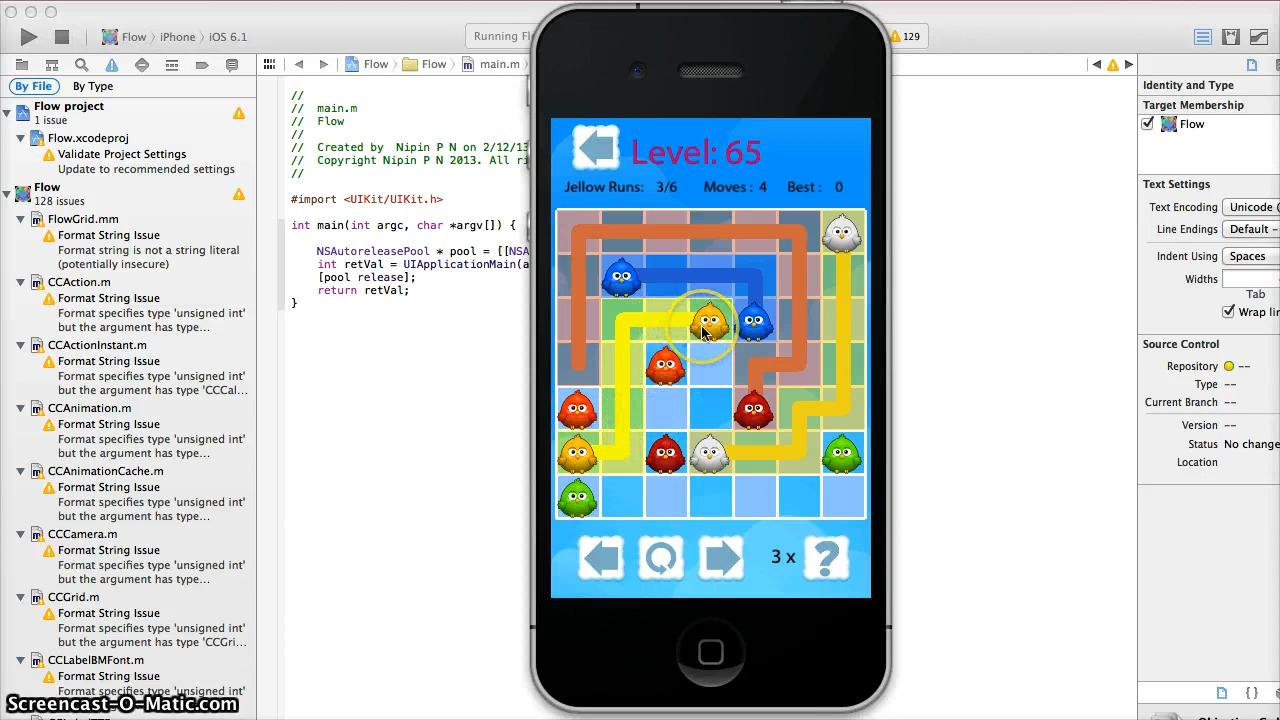 Flow › iPhone › iOS 6.1
Running
129
Flow
Flow
main.m
By File
By Type
Flow project
1 issue
Flow.xcodeproj
Validate Project Settings
Update to recommended settings
Flow
128 issues
FlowGrid.mm
Format String Issue
Format string is not a string literal
(potentially insecure)
CCAction.m
Format String Issue
Format specifies type 'unsigned int'
but the argument has type...
CCActionInstant.m
Format String Issue
Format specifies type 'unsigned int'
but the argument has type 'CCCal...
CCAnimation.m
Format String Issue
Format specifies type 'unsigned int'
but the argument has type...
CCAtlasNode.m
Format String Issue
Format specifies type 'unsigned int'
but the argument has type...
CCCamera.m
Format String Issue
Format specifies type 'unsigned int'
but the argument has type...
CCGrid.m
Format String Issue
Format specifies type 'unsigned int'
but the argument has type 'CCGri...
CCLabelBMFont.m
Format String Issue
Format specifies type 'unsigned int'
//
// main.m
// Flow
//
// Created by Nipin P N on 2/12/13
// Copyright Nipin P N 2013. All ri
//
#import <UIKit/UIKit.h>
int main(int argc, char *argv[]) {
NSAutoreleasePool * pool = [[NSA
int retVal = UIApplicationMain(a
[pool release];
return retVal;
}
Level: 65
Jellow Runs: 3/6
Moves : 4
Best : 0
3 x
?
Identity and Type
Target Membership
Flow
Text Settings
Text Encoding
Unicode
Line Endings
Default
Indent Using
Spaces
Widths
Tab
Wrap lin
Source Control
Repository --
Type --
Current Branch --
Version --
Status No change
Location
{ }
Screencast-O-Matic.com